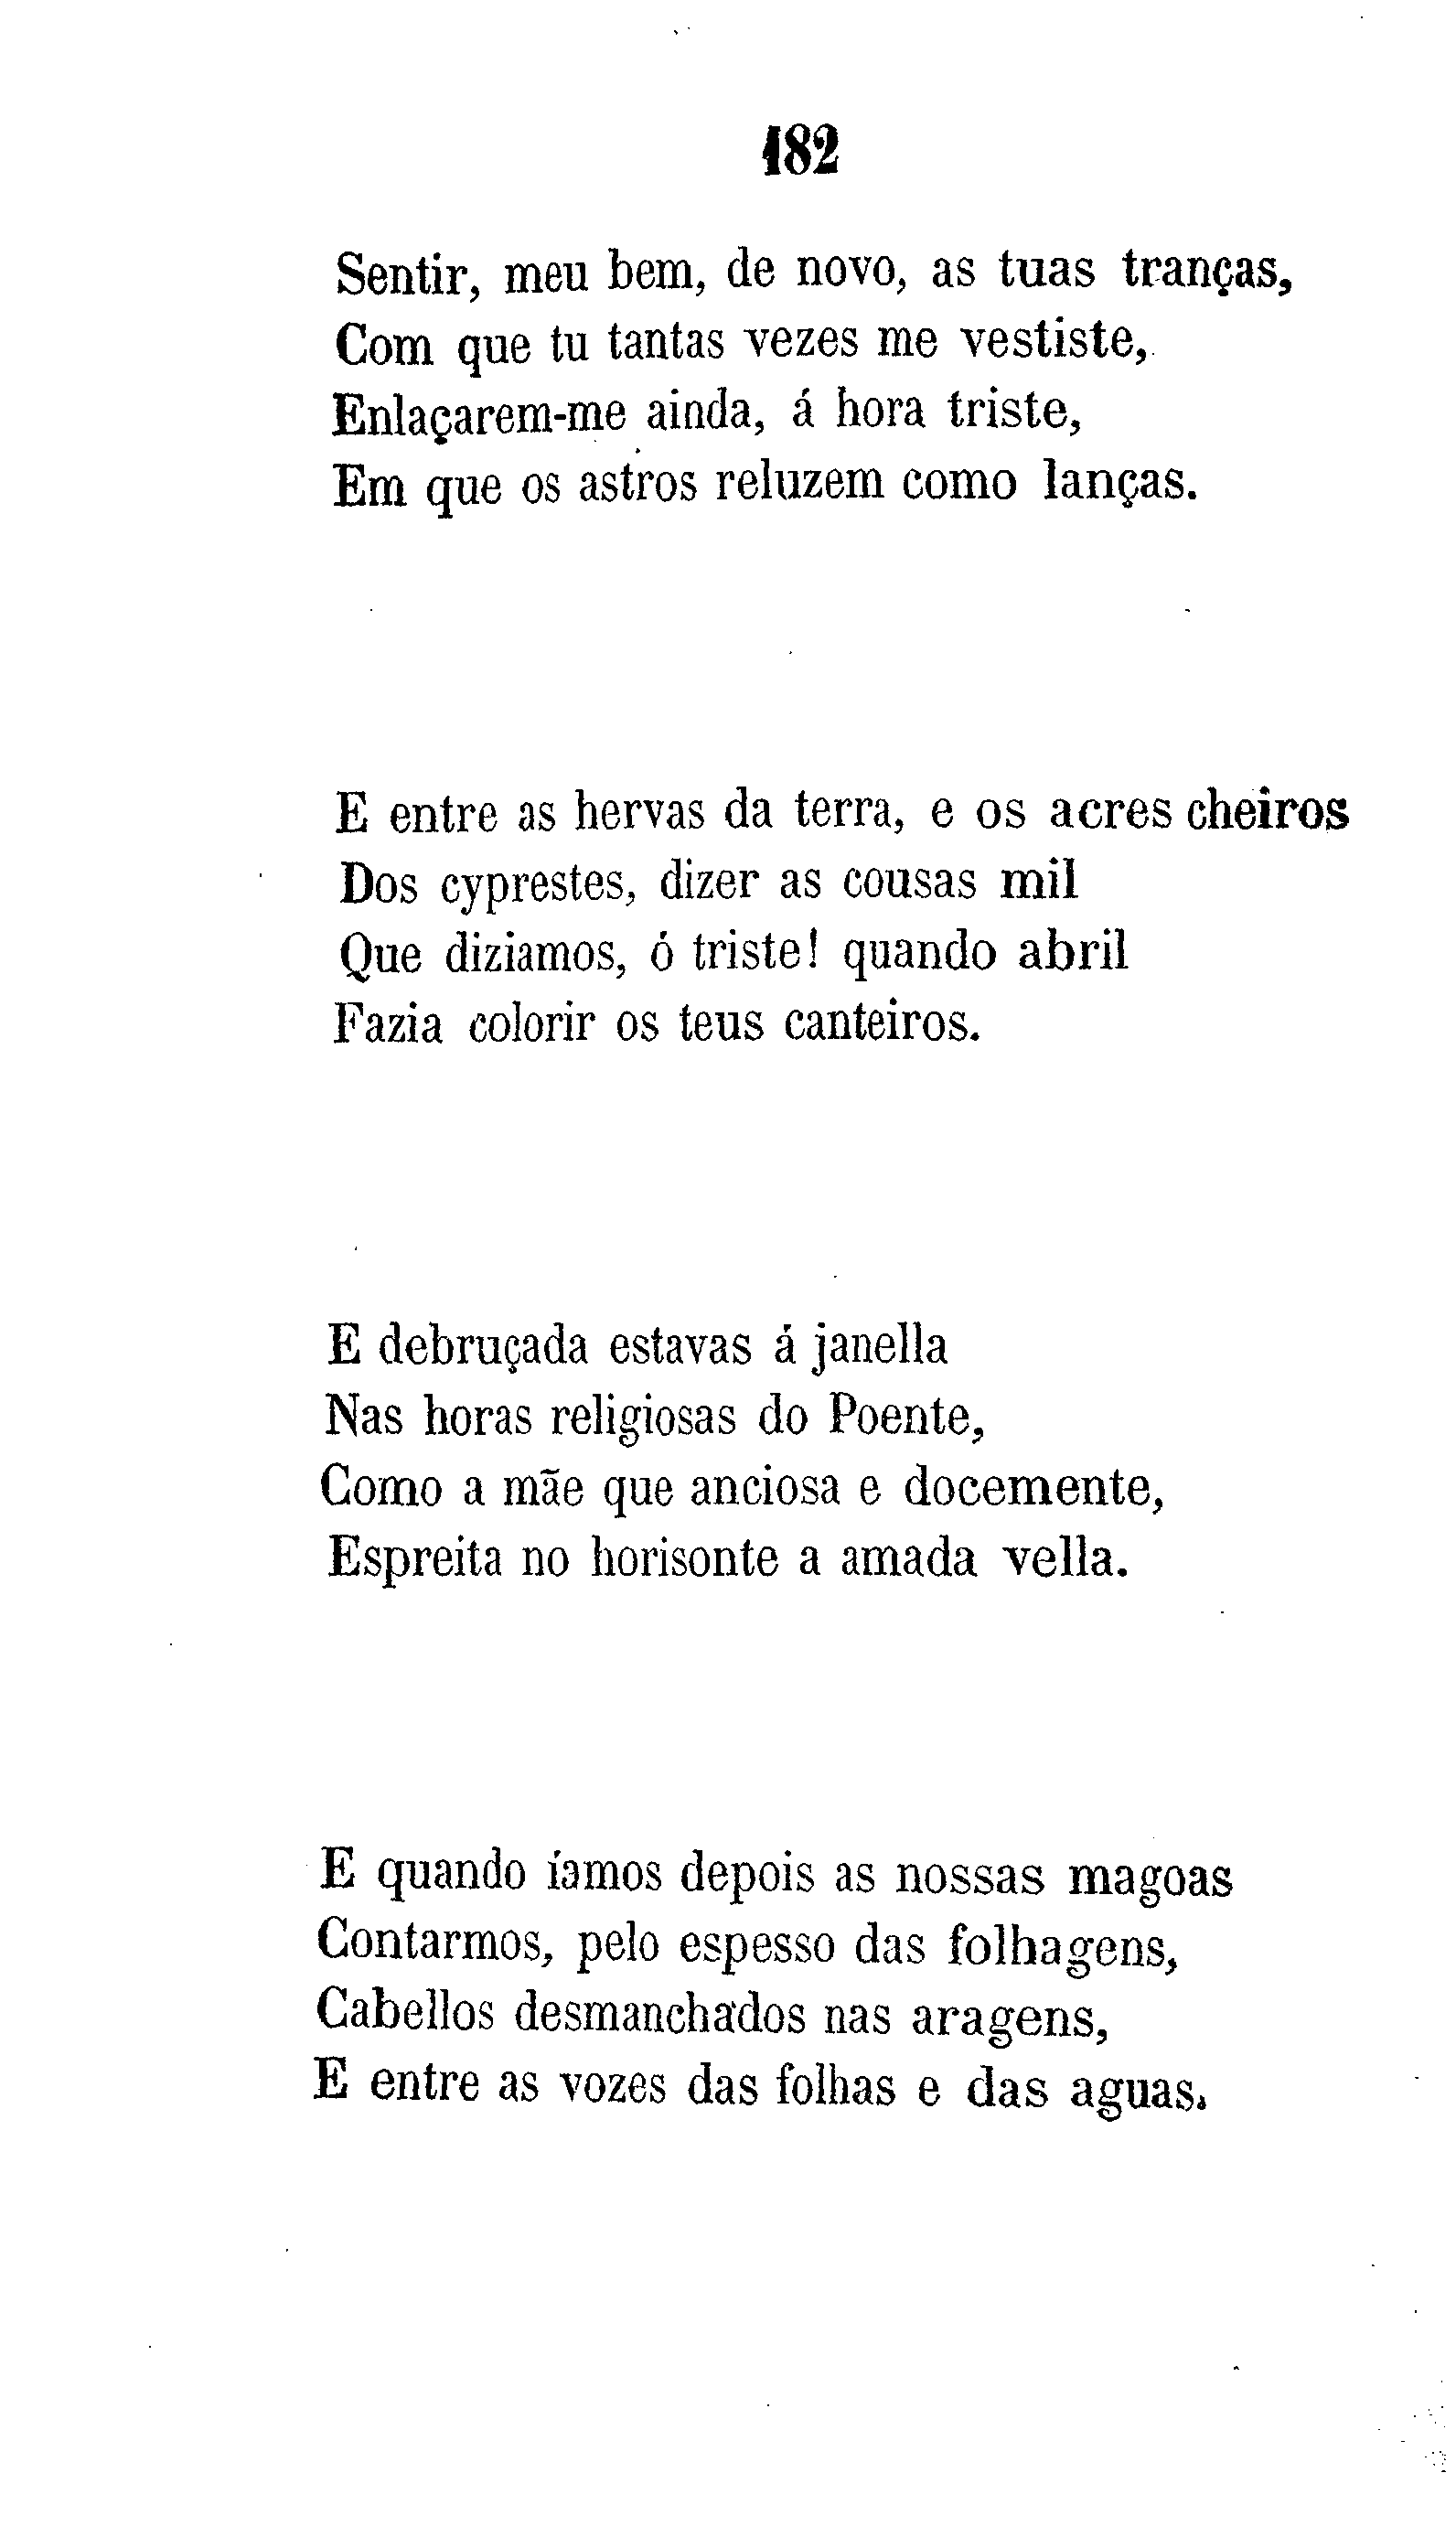 182
Sentir, meu bem, de novo, as tuas tranças,
Com que tu tantas vezes me vestiste,
Enlaçarem-me ainda, á hora triste,
Em que os astros reluzem como lanças.
E entre as hervas da terra, e os acres cheiros
Dos cyprestes, dizer as cousas mil
Que diziamos, ó triste! quando abril
Fazia colorir os teus canteiros.
E debruçada estavas á janella
Nas horas religiosas do Poente,
Como a mãe que anciosa e docemente,
Espreita no horisonte a amada vella.
E quando íamos depois as nossas magoas
Contarmos, pelo espesso das folhagens,
Cabellos desmanchados nas aragens,
E entre as vozes das folhas e das aguas.